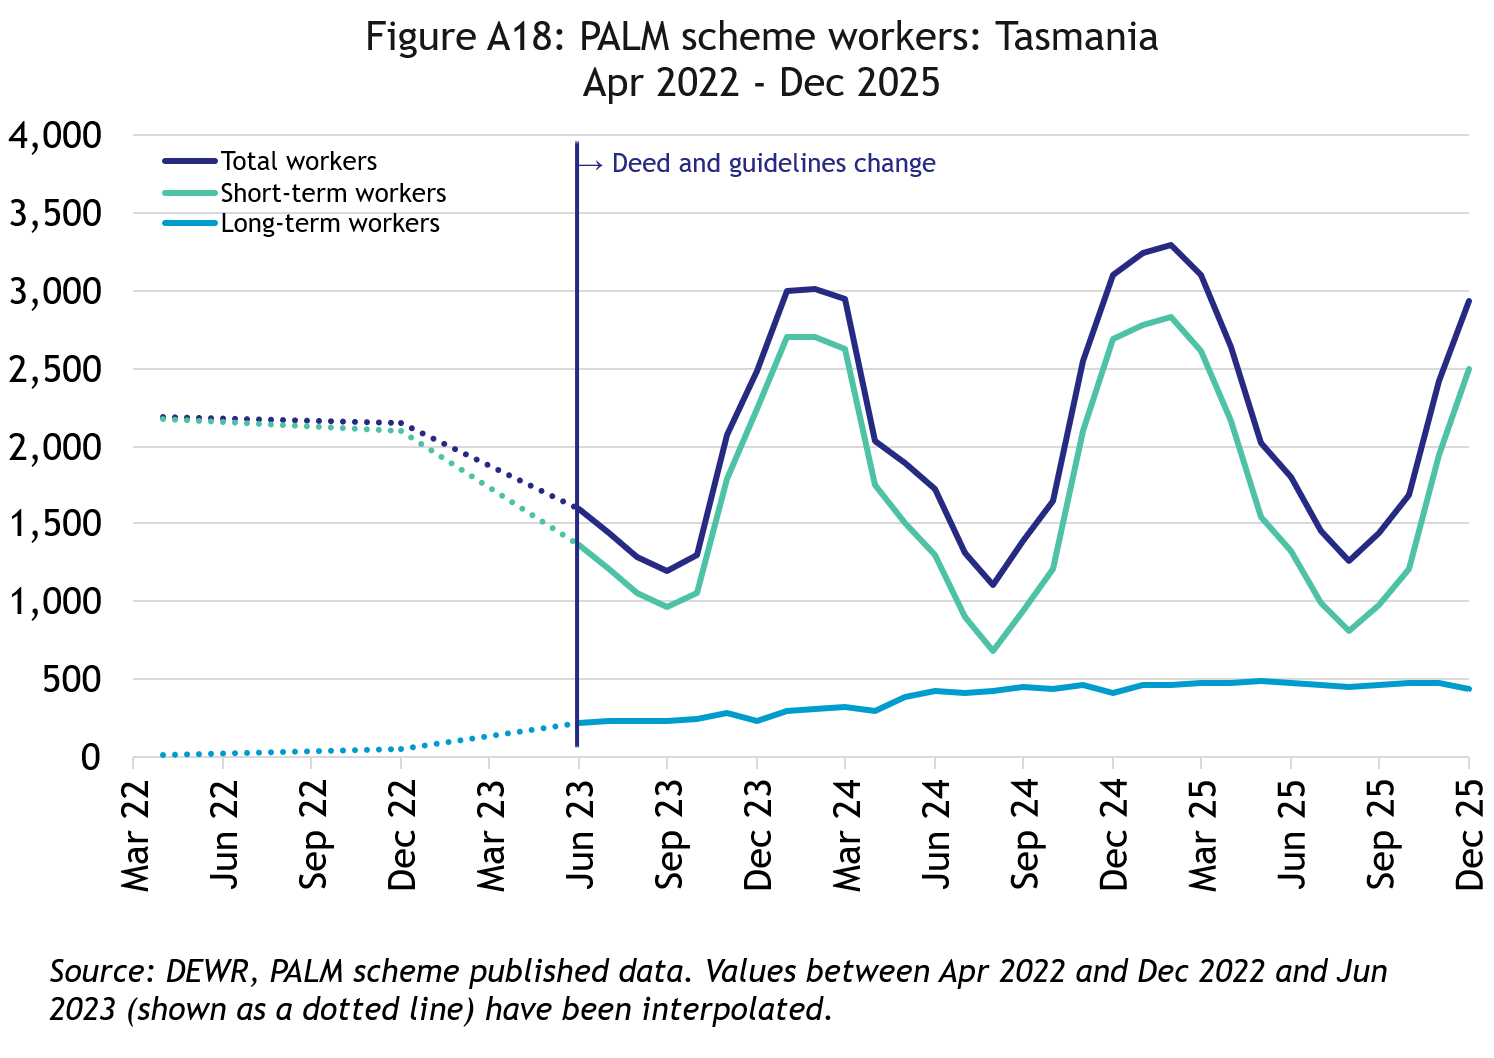 Figure A18: PALM scheme workers: Tasmania
Apr 2022 - Dec 2025
4,000
3,500
3,000
2,500
2,000
1,500
1,000
500
0
Total workers
Short-term workers
Long-term workers
→ Deed and guidelines change
Mar 22
Jun 22
Sep 22
Dec 22
Mar 23
Jun 23
Sep 23
Dec 23
Mar 24
Jun 24
Sep 24
Dec 24
Mar 25
Jun 25
Sep 25
Dec 25
Source: DEWR, PALM scheme published data. Values between Apr 2022 and Dec 2022 and Jun
2023 (shown as a dotted line) have been interpolated.